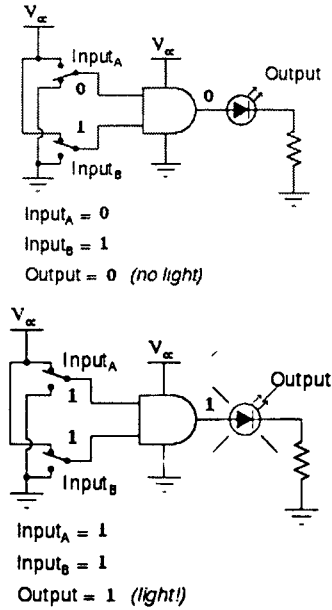 Vcc
InputA
Vcc
Output
0
0
1
InputB
InputA = 0
InputB = 1
Output = 0 (no light)
Vcc
InputA
Vcc
Output
1
1
1
InputB
InputA = 1
InputB = 1
Output = 1 (light!)